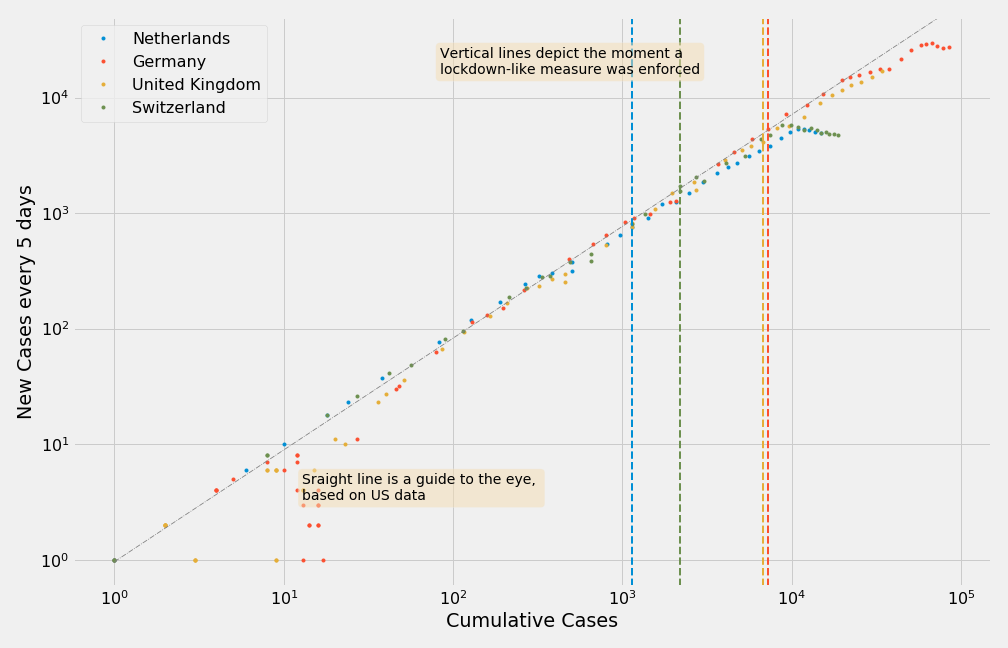 Netherlands
Germany
United Kingdom
Switzerland
Vertical lines depict the moment a
lockdown-like measure was enforced
Sraight line is a guide to the eye,
based on US data
New Cases every 5 days
10⁴
10³
10²
10¹
10⁰
10⁰ 10¹ 10² 10³ 10⁴ 10⁵
Cumulative Cases